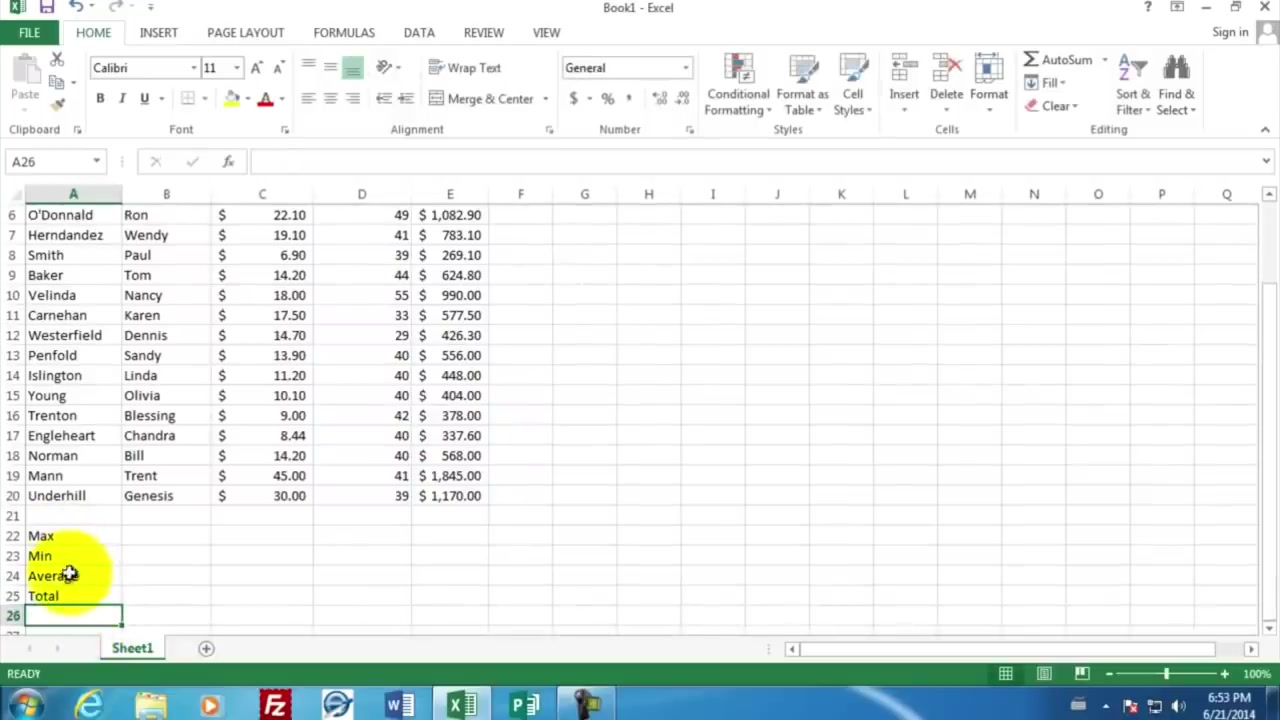 Book1 - Excel
?
FILE HOME INSERT PAGE LAYOUT FORMULAS DATA REVIEW VIEW Sign in
Calibri 11 Wrap Text General AutoSum
Paste Fill
B I U Merge & Center $ % , Conditional Formatting Format as Table Cell Styles Insert Delete Format Clear Sort & Filter Find & Select
Clipboard Font Alignment Number Styles Cells Editing
A26 fx
A B C D E F G H I J K L M N O P Q
6 O'Donnald Ron $ 22.10 49 $ 1,082.90
7 Herndandez Wendy $ 19.10 41 $ 783.10
8 Smith Paul $ 6.90 39 $ 269.10
9 Baker Tom $ 14.20 44 $ 624.80
10 Velinda Nancy $ 18.00 55 $ 990.00
11 Carnehan Karen $ 17.50 33 $ 577.50
12 Westerfield Dennis $ 14.70 29 $ 426.30
13 Penfold Sandy $ 13.90 40 $ 556.00
14 Islington Linda $ 11.20 40 $ 448.00
15 Young Olivia $ 10.10 40 $ 404.00
16 Trenton Blessing $ 9.00 42 $ 378.00
17 Engleheart Chandra $ 8.44 40 $ 337.60
18 Norman Bill $ 14.20 40 $ 568.00
19 Mann Trent $ 45.00 41 $ 1,845.00
20 Underhill Genesis $ 30.00 39 $ 1,170.00
21
22 Max
23 Min
24 Average
25 Total
26
27
Sheet1
READY 100%
6:53 PM
6/21/2014